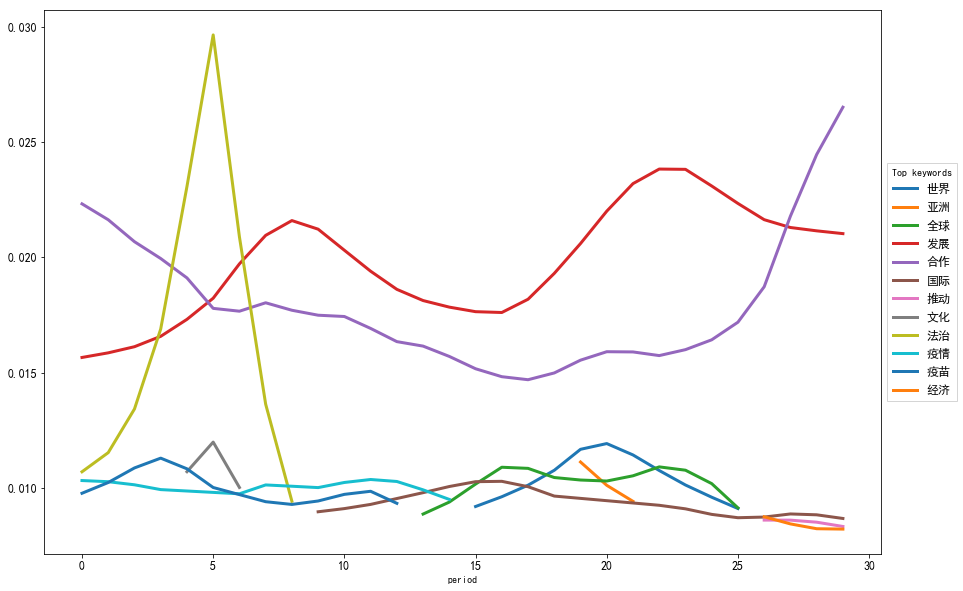 0.030
0.025
0.020
0.015
0.010
0
5
10
15
20
25
30
period
Top keywords
世界
亚洲
全球
发展
合作
国际
推动
文化
法治
疫情
疫苗
经济